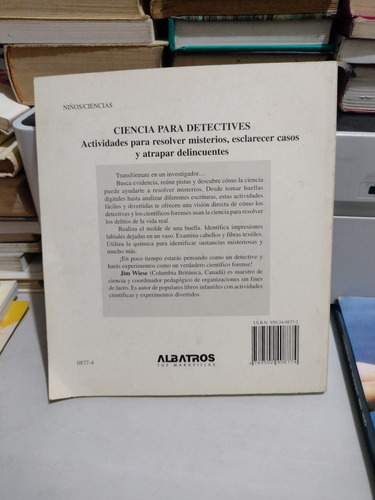 NIÑOS/CIENCIAS
CIENCIA PARA DETECTIVES
Actividades para resolver misterios, esclarecer casos
y atrapar delincuentes
Transfórmate en un investigador…
Busca evidencia, reúne pistas y descubre cómo la ciencia
puede ayudarte a resolver misterios. Desde tomar huellas
digitales hasta analizar diferentes escrituras, estas actividades
fáciles y divertidas te ofrecen una visión directa de cómo los
detectives y los científicos forenses usan la ciencia para resolver
los delitos de la vida real.
Realiza el molde de una huella. Identifica impresiones
labiales dejadas en un vaso. Examina cabellos y fibras textiles.
Utiliza la química para identificar sustancias misteriosas y
mucho más.
¡En poco tiempo estarás pensando como un detective y
harás experimentos como un verdadero científico forense!
Jim Wiese (Columbia Británica, Canadá) es maestro de
ciencia y coordinador pedagógico de organizaciones sin fines
de lucro. Es autor de populares libros infantiles con actividades
científicas y experimentos divertidos.
I.S.B.N.: 950-24-0877-2
0877-4
ALBATROS
TUS MARAVILLAS